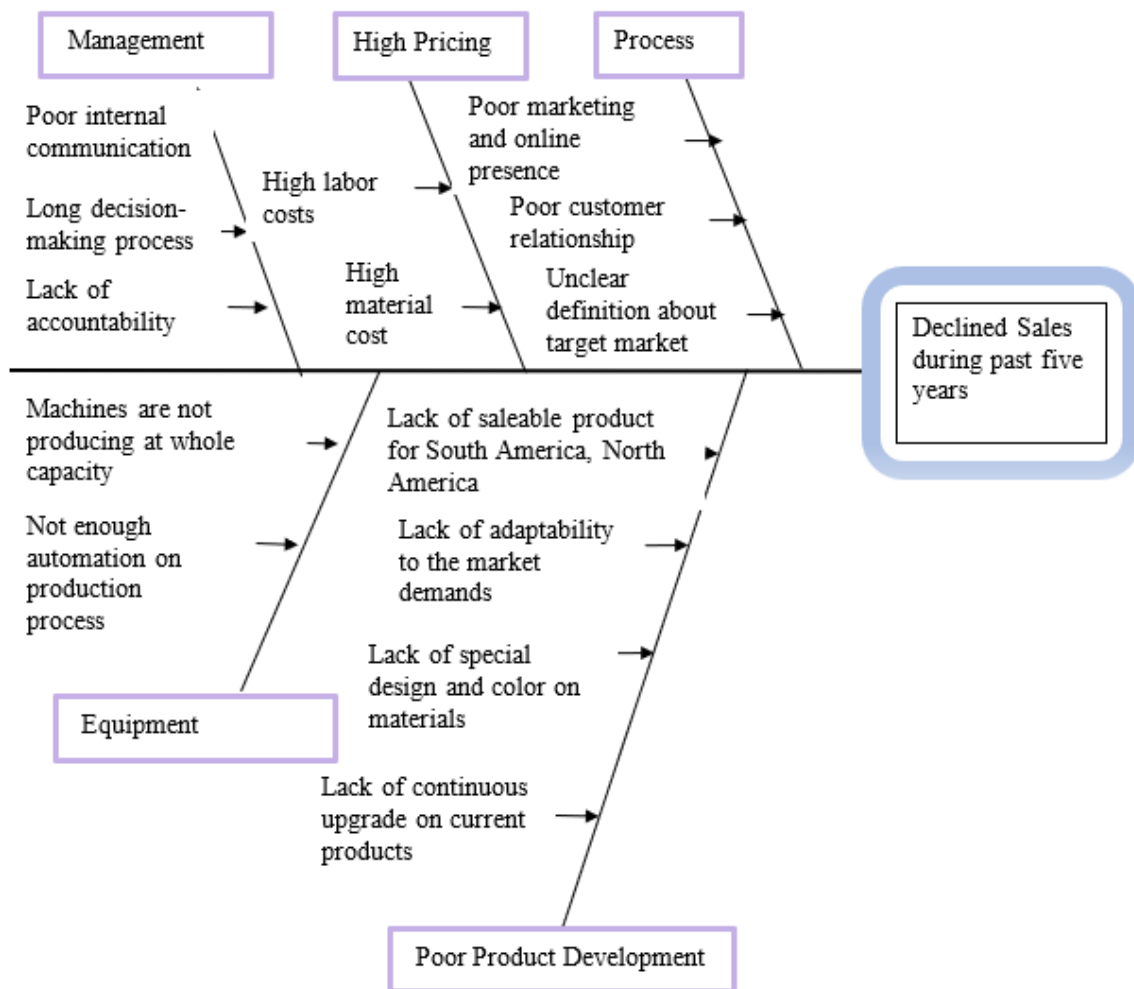 Management
High Pricing
Process
Poor internal
communication
Long decision-
making process
Lack of
accountability
High labor
costs
High
material
cost
Poor marketing
and online
presence
Poor customer
relationship
Unclear
definition about
target market
Declined Sales
during past five
years
Machines are not
producing at whole
capacity
Not enough
automation on
production
process
Equipment
Lack of saleable product
for South America, North
America
Lack of adaptability
to the market
demands
Lack of special
design and color on
materials
Lack of continuous
upgrade on current
products
Poor Product Development